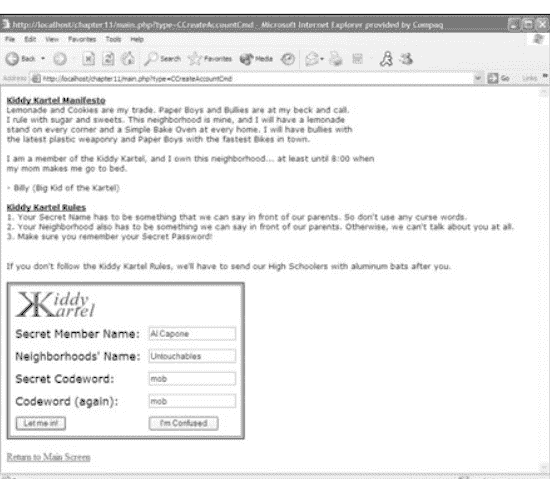 http://localhost/chapter11/main.php?type=CCreateAccountCmd - Microsoft Internet Explorer provided by Compaq
File Edit View Favorites Tools Help
Back Search Favorites Media
Address http://localhost/chapter11/main.php?type=CCreateAccountCmd Go Links »
Kiddy Kartel Manifesto
Lemonade and Cookies are my trade. Paper Boys and Bullies are at my beck and call.
I rule with sugar and sweets. This neighborhood is mine, and I will have a lemonade
stand on every corner and a Simple Bake Oven at every home. I will have bullies with
the latest plastic weaponry and Paper Boys with the fastest Bikes in town.
I am a member of the Kiddy Kartel, and I own this neighborhood... at least until 8:00 when
my mom makes me go to bed.
- Billy (Big Kid of the Kartel)
Kiddy Kartel Rules
1. Your Secret Name has to be something that we can say in front of our parents. So don't use any curse words.
2. Your Neighborhood also has to be something that we can say in front of our parents. Otherwise, we can't talk about you at all.
3. Make sure you remember your Secret Password!
If you don't follow the Kiddy Kartel Rules, we'll have to send our High Schoolers with aluminum bats after you.
Kiddy
Kartel
Secret Member Name: Al Capone
Neighborhoods' Name: Untouchables
Secret Codeword: mob
Codeword (again): mob
Let me in! I'm Confused
Return to Main Screen